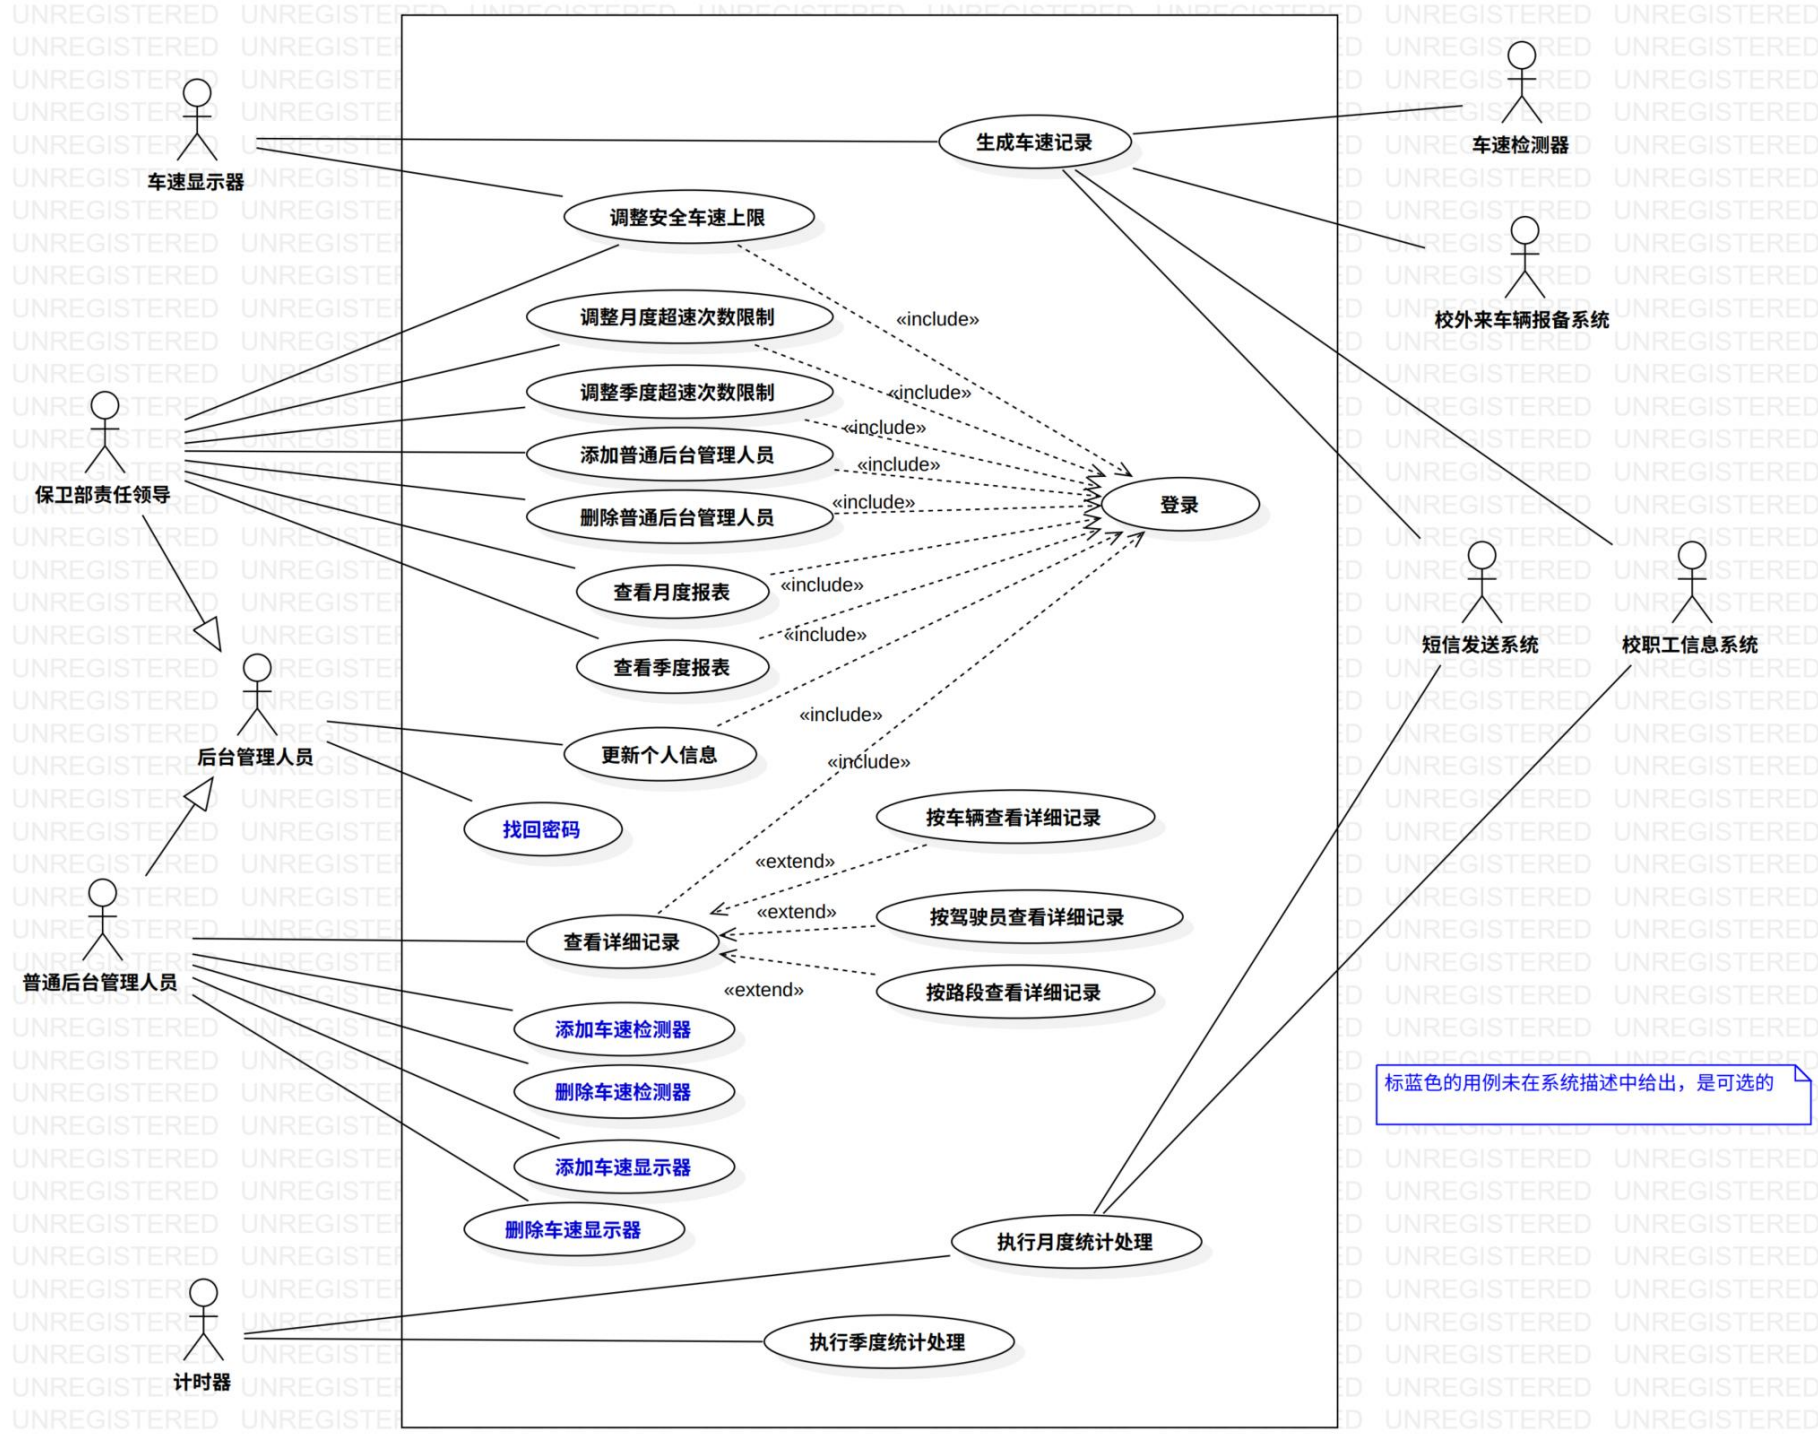 车速显示器
生成车速记录
车速检测器
调整安全车速上限
校外来车辆报备系统
调整月度超速次数限制
«include»
调整季度超速次数限制
«include»
«include»
添加普通后台管理人员
«include»
保卫部责任领导
删除普通后台管理人员
«include»
登录
查看月度报表
«include»
查看季度报表
«include»
短信发送系统
校职工信息系统
后台管理人员
更新个人信息
«include»
«include»
找回密码
按车辆查看详细记录
«extend»
«extend»
按驾驶员查看详细记录
查看详细记录
普通后台管理人员
«extend»
按路段查看详细记录
添加车速检测器
删除车速检测器
标蓝色的用例未在系统描述中给出，是可选的
添加车速显示器
删除车速显示器
执行月度统计处理
执行季度统计处理
计时器